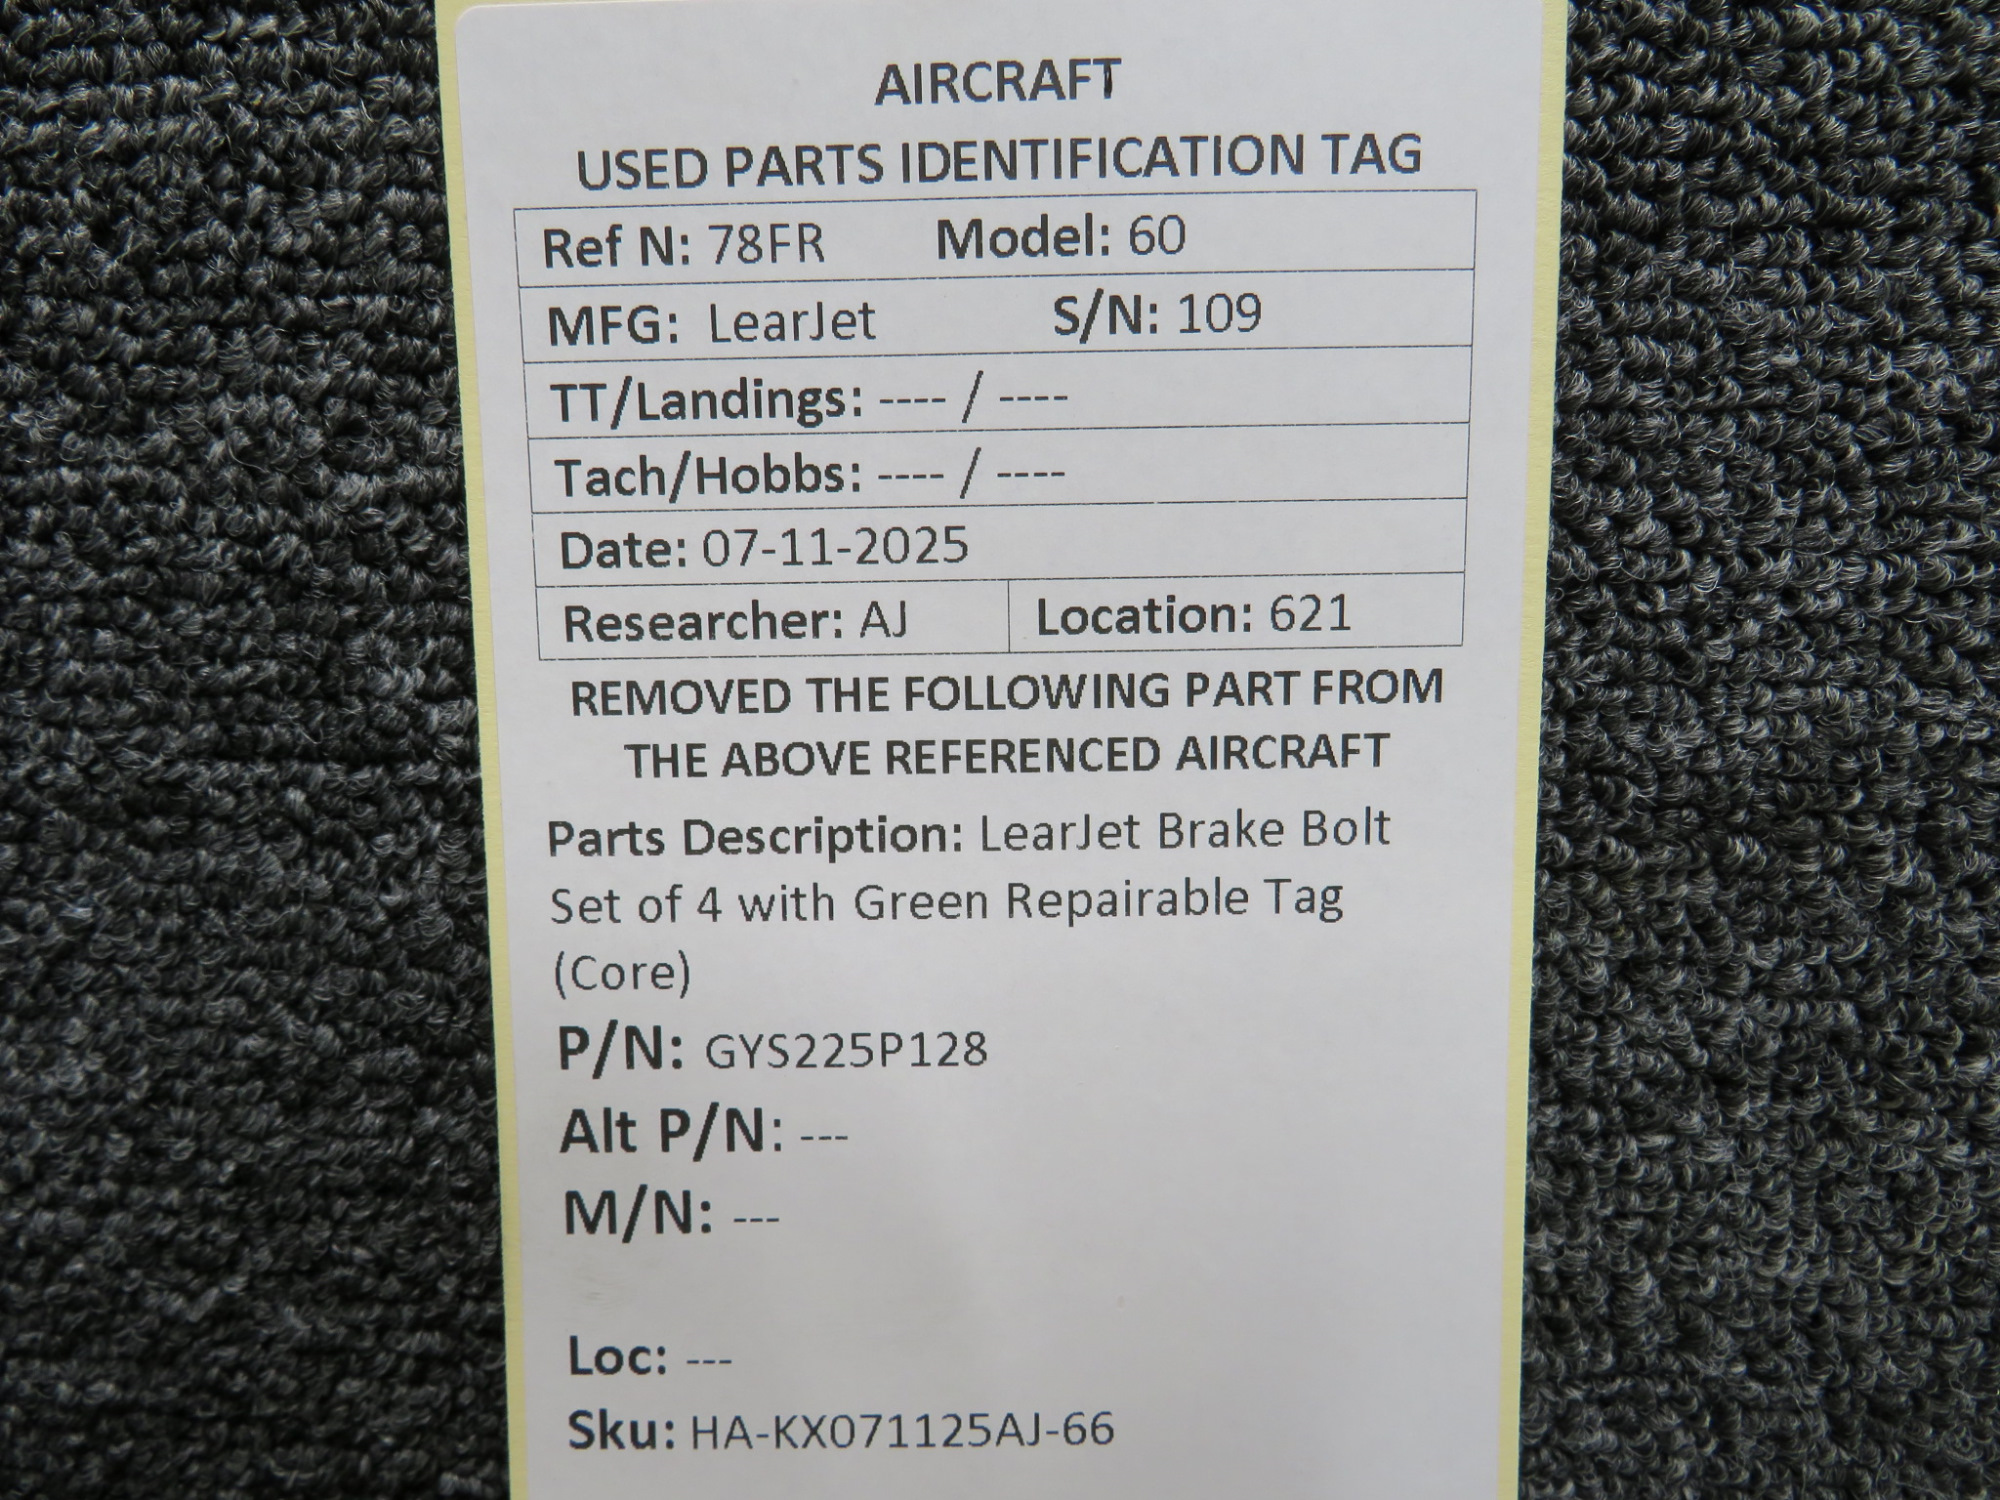 AIRCRAFT
USED PARTS IDENTIFICATION TAG
Ref N: 78FR Model: 60
MFG: LearJet S/N: 109
TT/Landings: ---- / ----
Tach/Hobbs: ---- / ----
Date: 07-11-2025
Researcher: AJ Location: 621
REMOVED THE FOLLOWING PART FROM
THE ABOVE REFERENCED AIRCRAFT
Parts Description: LearJet Brake Bolt
Set of 4 with Green Repairable Tag
(Core)
P/N: GYS225P128
Alt P/N: ---
M/N: ---
Loc: ---
Sku: HA-KX071125AJ-66